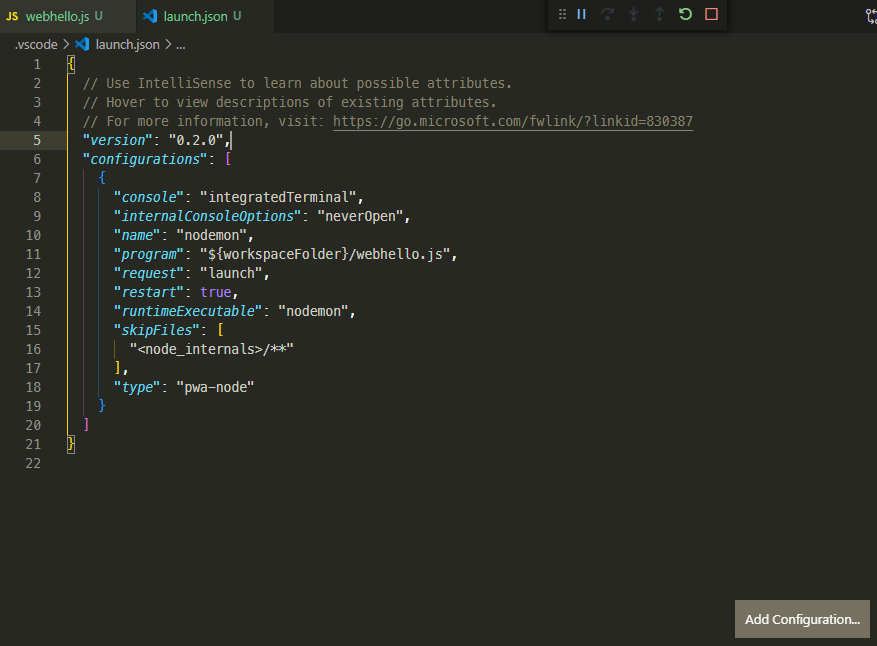 JS webhello.js U launch.json U
.vscode > launch.json > ...
1 {
2 // Use IntelliSense to learn about possible attributes.
3 // Hover to view descriptions of existing attributes.
4 // For more information, visit: https://go.microsoft.com/fwlink/?linkid=830387
5 "version": "0.2.0",
6 "configurations": [
7 {
8 "console": "integratedTerminal",
9 "internalConsoleOptions": "neverOpen",
10 "name": "nodemon",
11 "program": "${workspaceFolder}/webhello.js",
12 "request": "launch",
13 "restart": true,
14 "runtimeExecutable": "nodemon",
15 "skipFiles": [
16 "<node_internals>/**"
17 ],
18 "type": "pwa-node"
19 }
20 ]
21 }
22
Add Configuration...